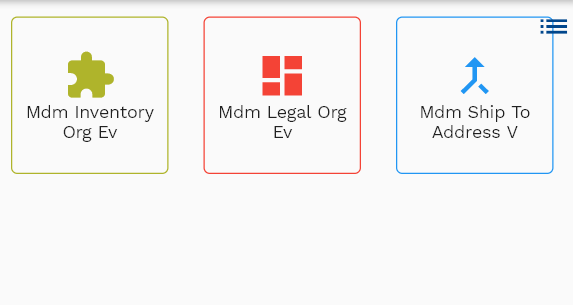 Mdm Inventory
Org Ev
Mdm Legal Org
Ev
Mdm Ship To
Address V